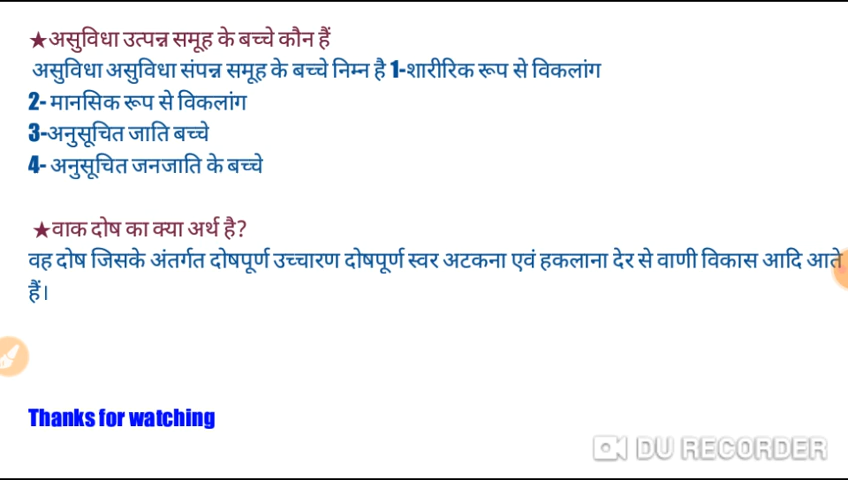 ★असुविधा उत्पन्न समूह के बच्चे कौन हैं
असुविधा असुविधा संपन्न समूह के बच्चे निम्न है 1-शारीरिक रूप से विकलांग
2- मानसिक रूप से विकलांग
3-अनुसूचित जाति बच्चे
4- अनुसूचित जनजाति के बच्चे
★वाक दोष का क्या अर्थ है?
वह दोष जिसके अंतर्गत दोषपूर्ण उच्चारण दोषपूर्ण स्वर अटकना एवं हकलाना देर से वाणी विकास आदि आते
हैं।
Thanks for watching
DU RECORDER